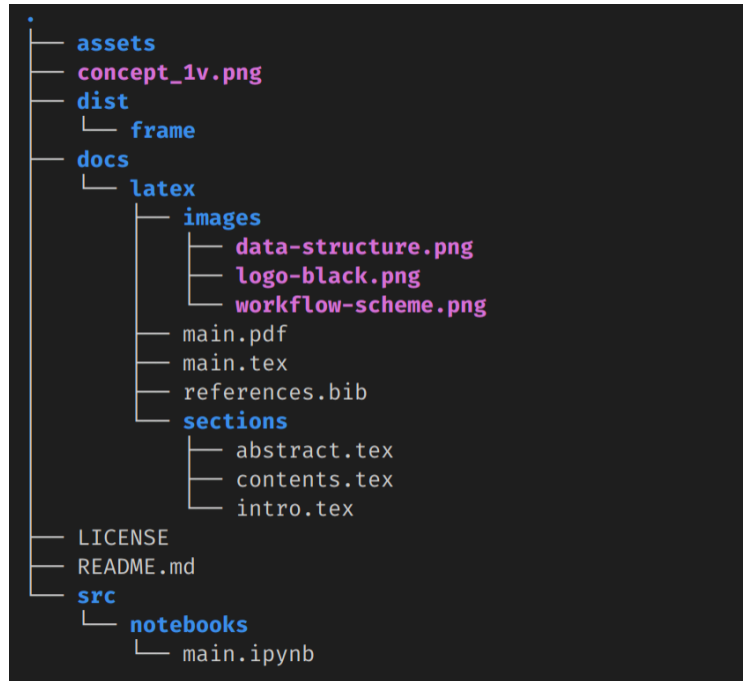 .
├── assets
├── concept_1v.png
├── dist
│   └── frame
├── docs
│   └── latex
│       ├── images
│       │   ├── data-structure.png
│       │   ├── logo-black.png
│       │   └── workflow-scheme.png
│       ├── main.pdf
│       ├── main.tex
│       ├── references.bib
│       └── sections
│           ├── abstract.tex
│           ├── contents.tex
│           └── intro.tex
├── LICENSE
├── README.md
└── src
    └── notebooks
        └── main.ipynb